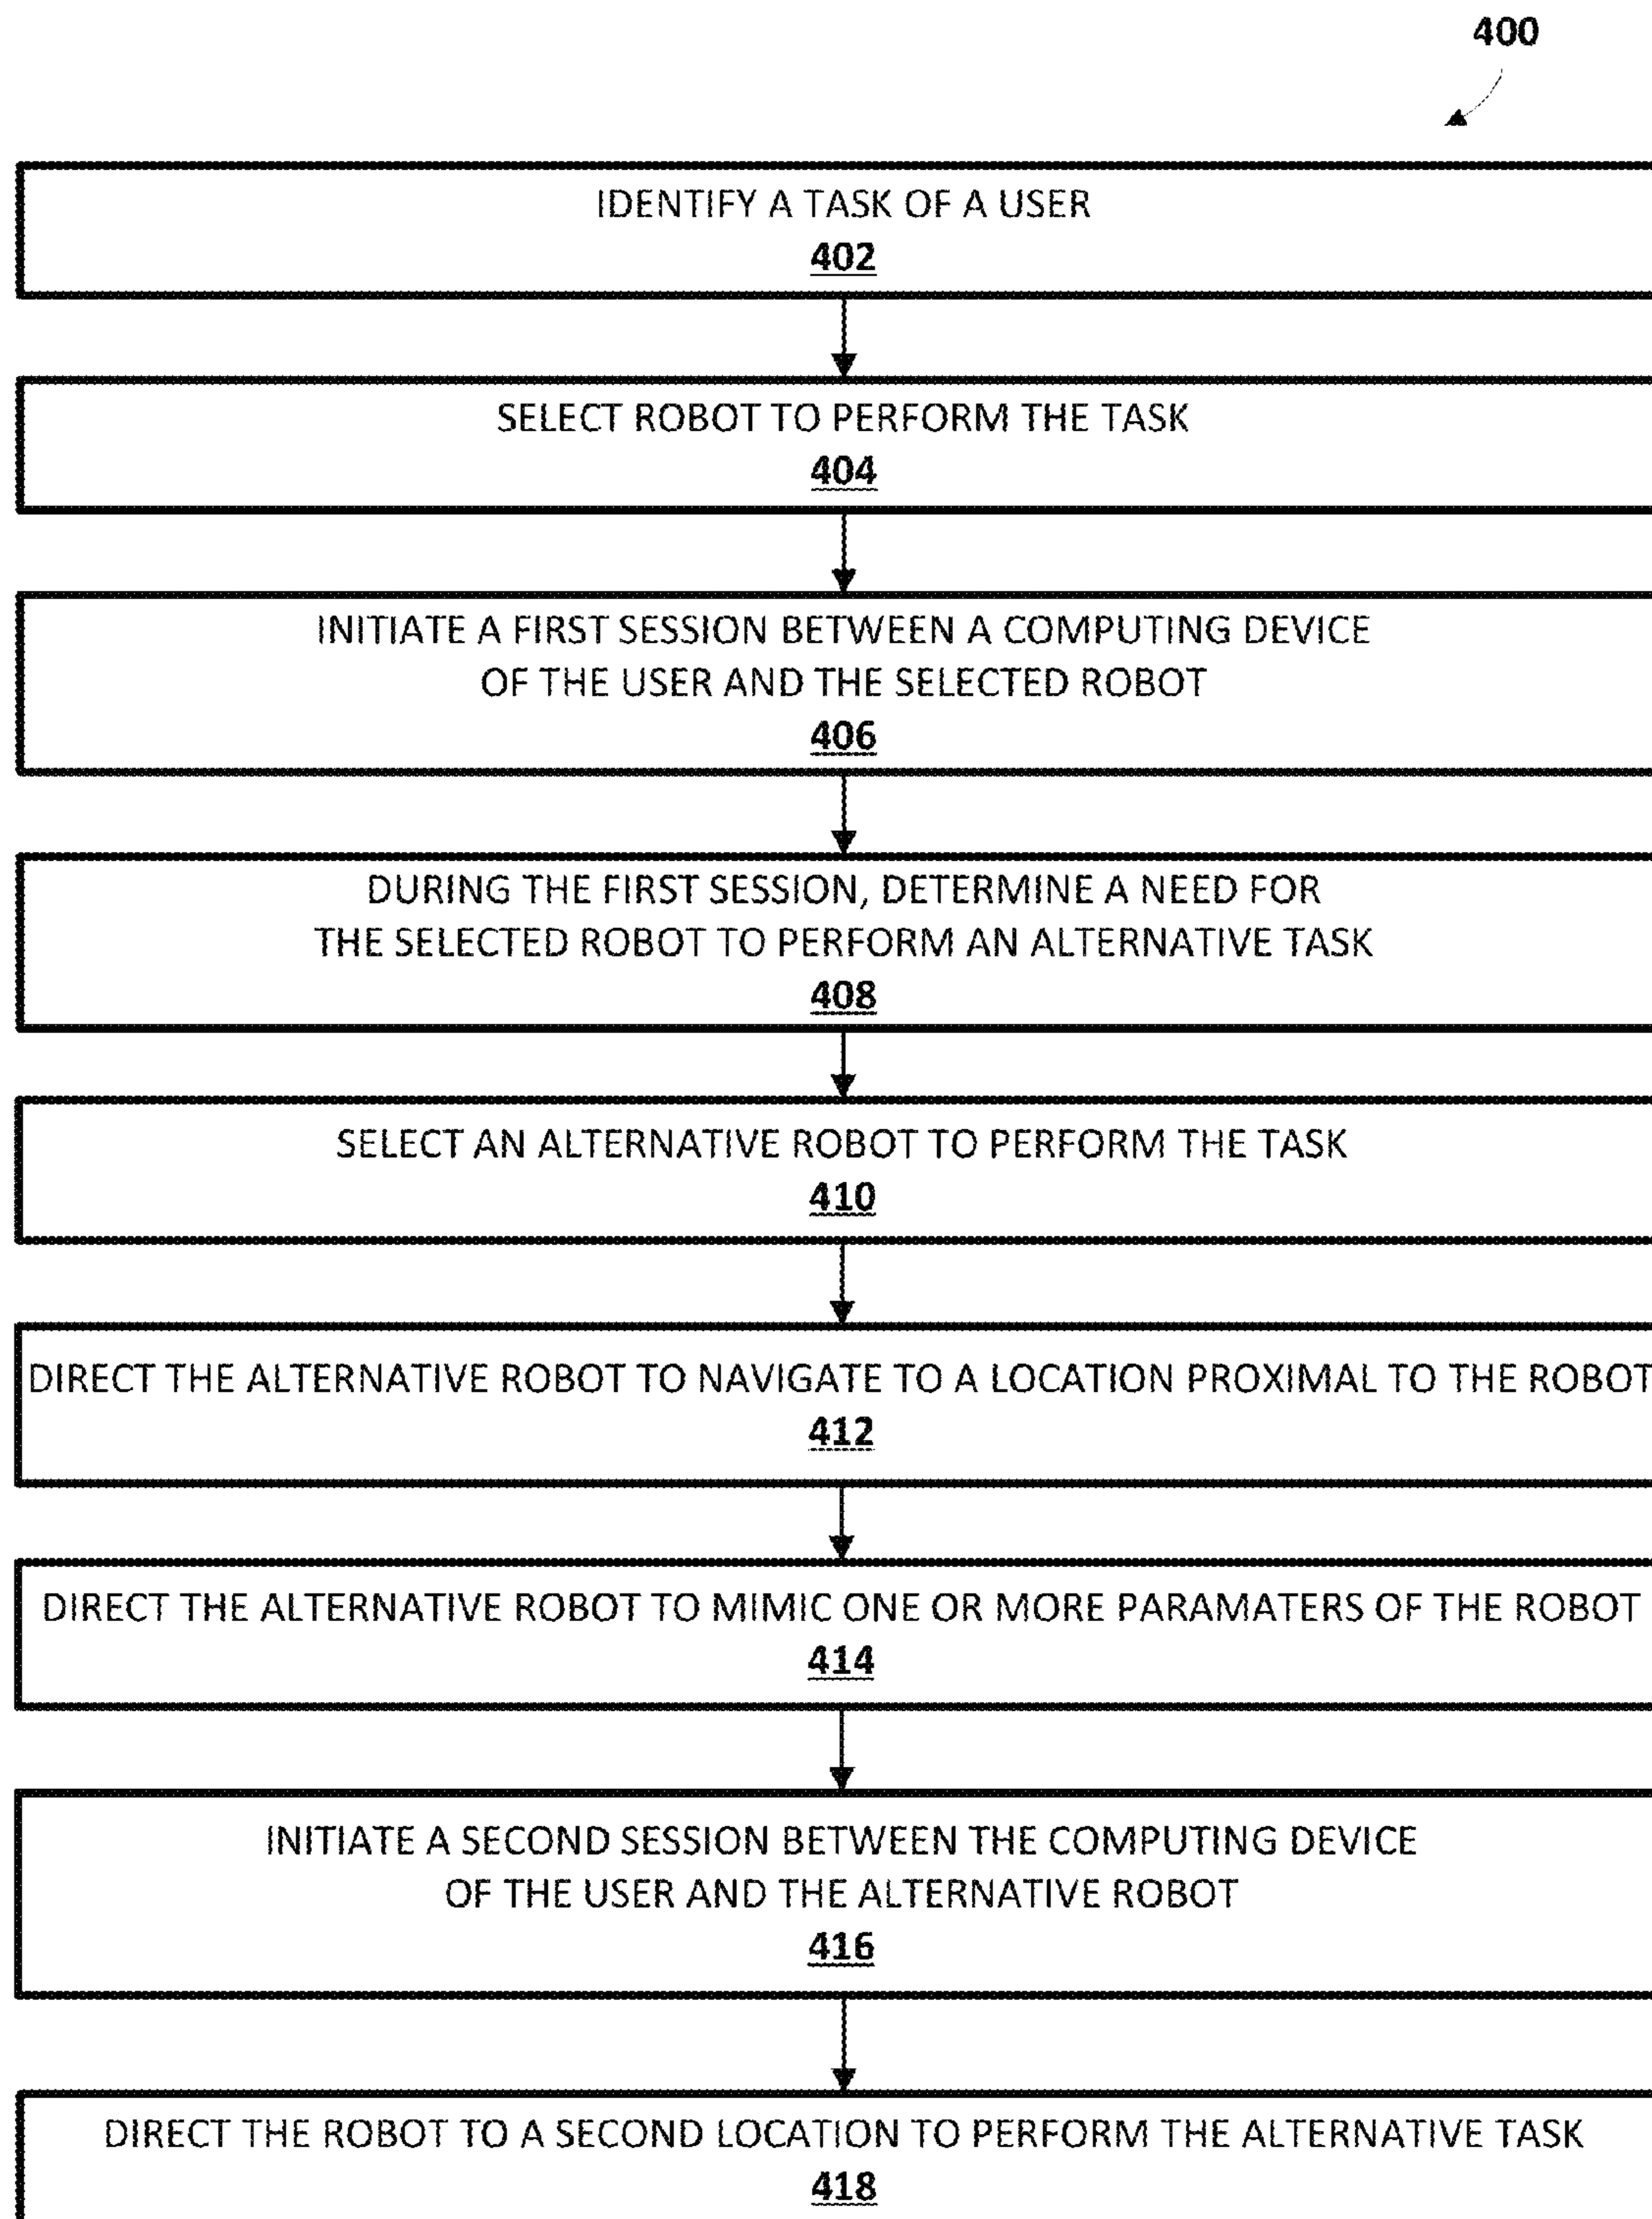 400
IDENTIFY A TASK OF A USER
402
SELECT ROBOT TO PERFORM THE TASK
404
INITIATE A FIRST SESSION BETWEEN A COMPUTING DEVICE
OF THE USER AND THE SELECTED ROBOT
406
DURING THE FIRST SESSION, DETERMINE A NEED FOR
THE SELECTED ROBOT TO PERFORM AN ALTERNATIVE TASK
408
SELECT AN ALTERNATIVE ROBOT TO PERFORM THE TASK
410
DIRECT THE ALTERNATIVE ROBOT TO NAVIGATE TO A LOCATION PROXIMAL TO THE ROBOT
412
DIRECT THE ALTERNATIVE ROBOT TO MIMIC ONE OR MORE PARAMATERS OF THE ROBOT
414
INITIATE A SECOND SESSION BETWEEN THE COMPUTING DEVICE
OF THE USER AND THE ALTERNATIVE ROBOT
416
DIRECT THE ROBOT TO A SECOND LOCATION TO PERFORM THE ALTERNATIVE TASK
418